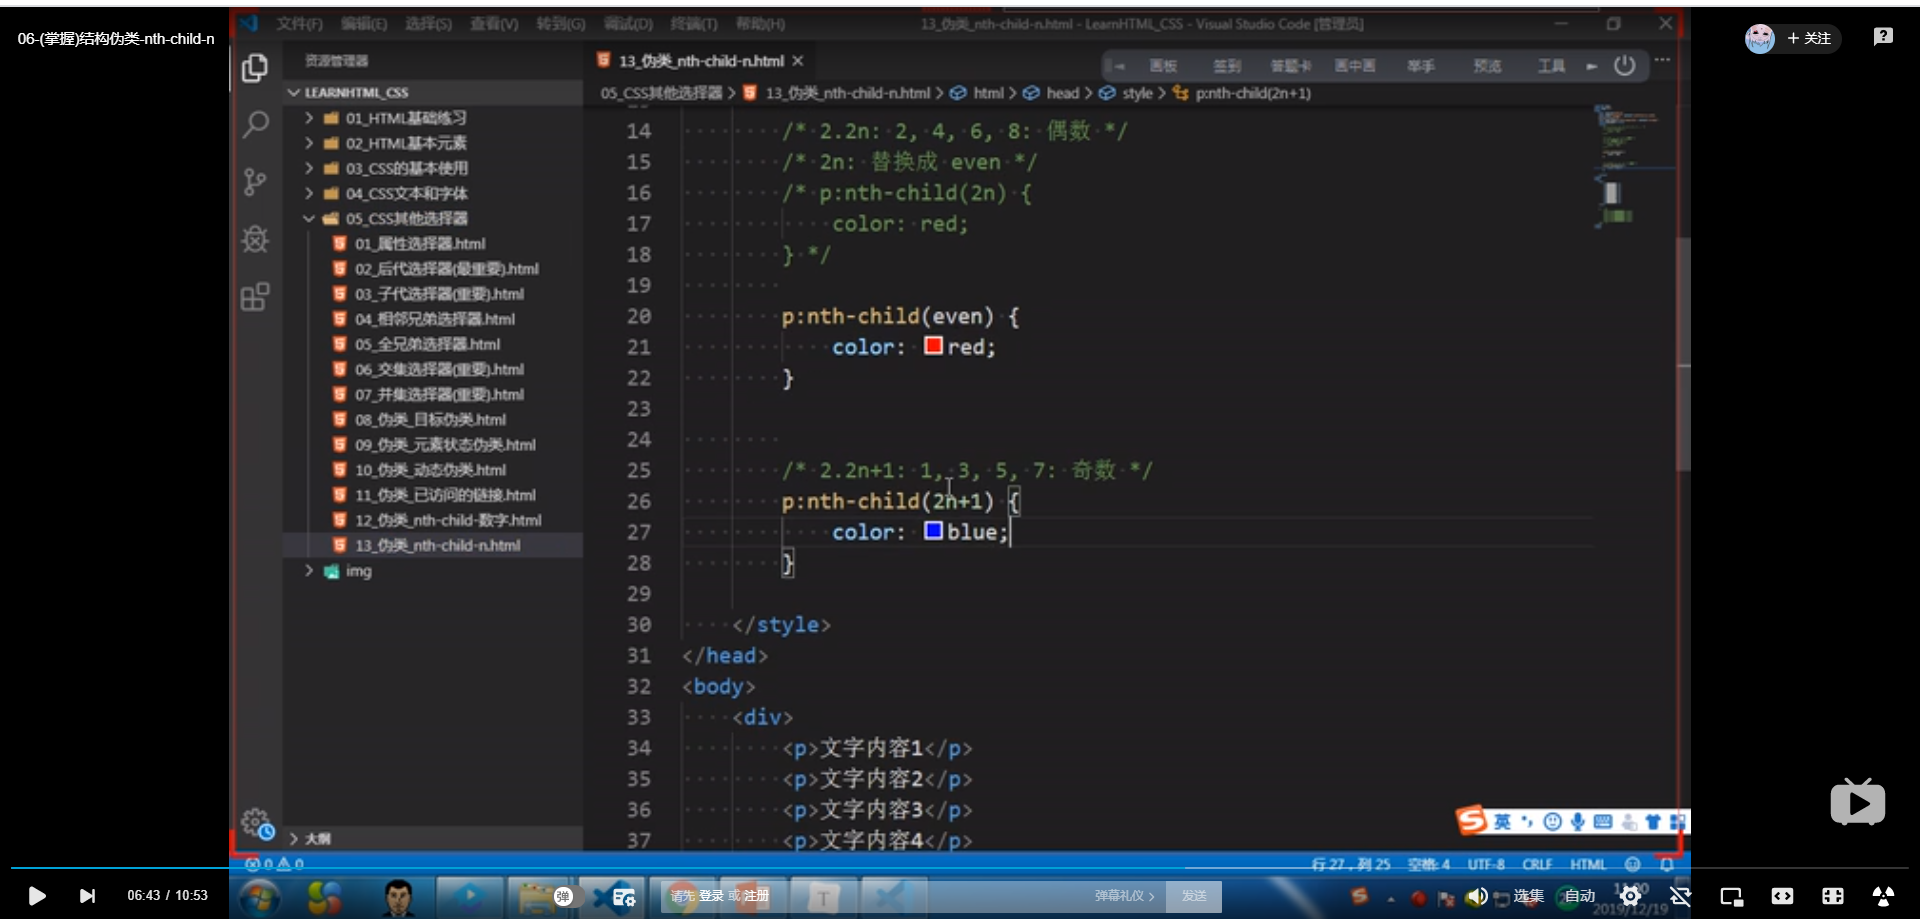 06-(掌握)结构伪类-nth-child-n
文件(F) 编辑(E) 选择(S) 查看(V) 转到(G) 调试(D) 终端(T) 帮助(H)
13_伪类_nth-child-n.html - LearnHTML_CSS - Visual Studio Code [管理员]
+ 关注
资源管理器
13_伪类_nth-child-n.html
画板 签到 答题卡 画中画 举手 预览 工具
LEARNHTML_CSS
05_CSS其他选择器 > 13_伪类_nth-child-n.html > html > head > style > p:nth-child(2n+1)
01_HTML基础练习
02_HTML基本元素
03_CSS的基本使用
04_CSS文本和字体
05_CSS其他选择器
01_属性选择器.html
02_后代选择器(最重要).html
03_子代选择器(重要).html
04_相邻兄弟选择器.html
05_全兄弟选择器.html
06_交集选择器(重要).html
07_并集选择器(重要).html
08_伪类_目标伪类.html
09_伪类_元素状态伪类.html
10_伪类_动态伪类.html
11_伪类_已访问的链接.html
12_伪类_nth-child-数字.html
13_伪类_nth-child-n.html
img
大纲
14 /* 2.2n: 2, 4, 6, 8: 偶数 */
15 /* 2n: 替换成 even */
16 /* p:nth-child(2n) {
17 color: red;
18 } */
19
20 p:nth-child(even) {
21 color: red;
22 }
23
24
25 /* 2.2n+1: 1, 3, 5, 7: 奇数 */
26 p:nth-child(2n+1) {
27 color: blue;
28 }
29
30 </style>
31 </head>
32 <body>
33 <div>
34 <p>文字内容1</p>
35 <p>文字内容2</p>
36 <p>文字内容3</p>
37 <p>文字内容4</p>
英
0 0
行 27，列 25 空格: 4 UTF-8 CRLF HTML
06:43 / 10:53
弹
请先 登录 或 注册
弹幕礼仪 >
发送
选集
自动
2019/12/19